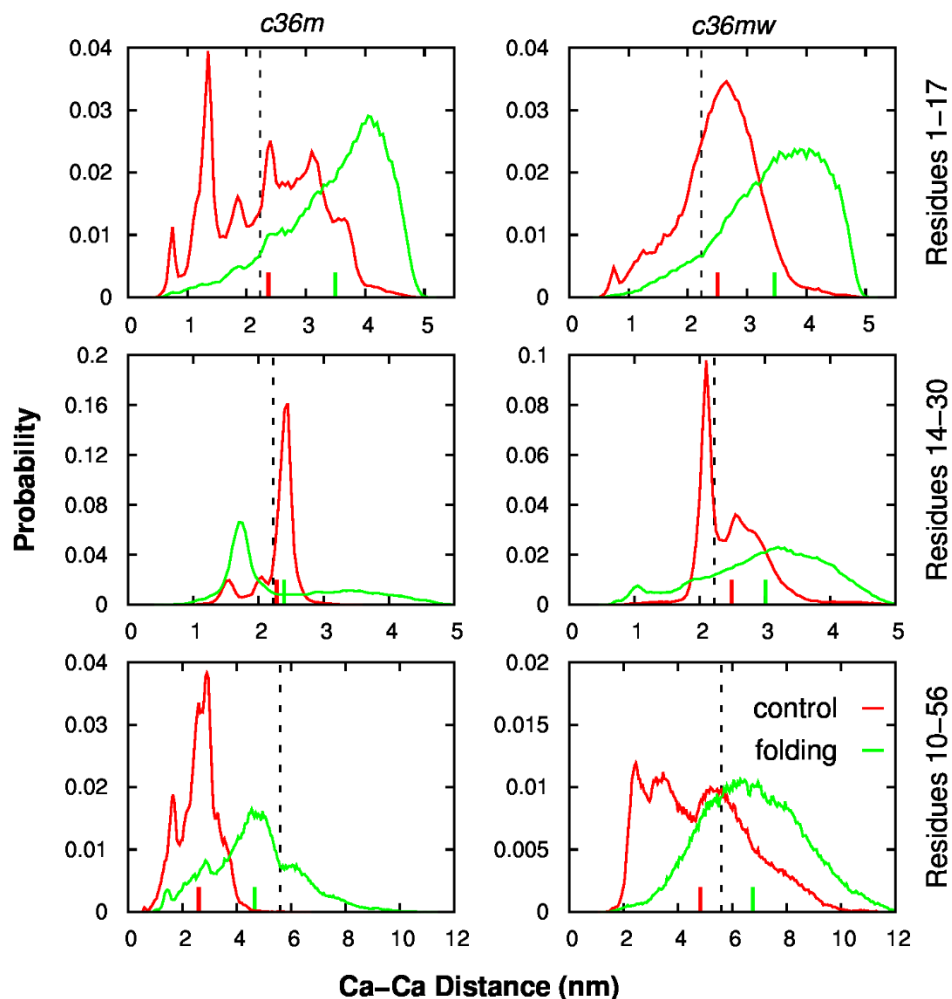 c36m
c36mw
0.04
0.03
0.02
0.01
0
0 1 2 3 4 5
0.04
0.03
0.02
0.01
0
0 1 2 3 4 5
Residues 1−17
0.2
0.16
0.12
0.08
0.04
0
0 1 2 3 4 5
0.1
0.08
0.06
0.04
0.02
0
0 1 2 3 4 5
Residues 14−30
0.04
0.03
0.02
0.01
0
0 2 4 6 8 10 12
0.02
0.015
0.01
0.005
0
0 2 4 6 8 10 12
control
folding
Residues 10−56
Probability
Ca−Ca Distance (nm)